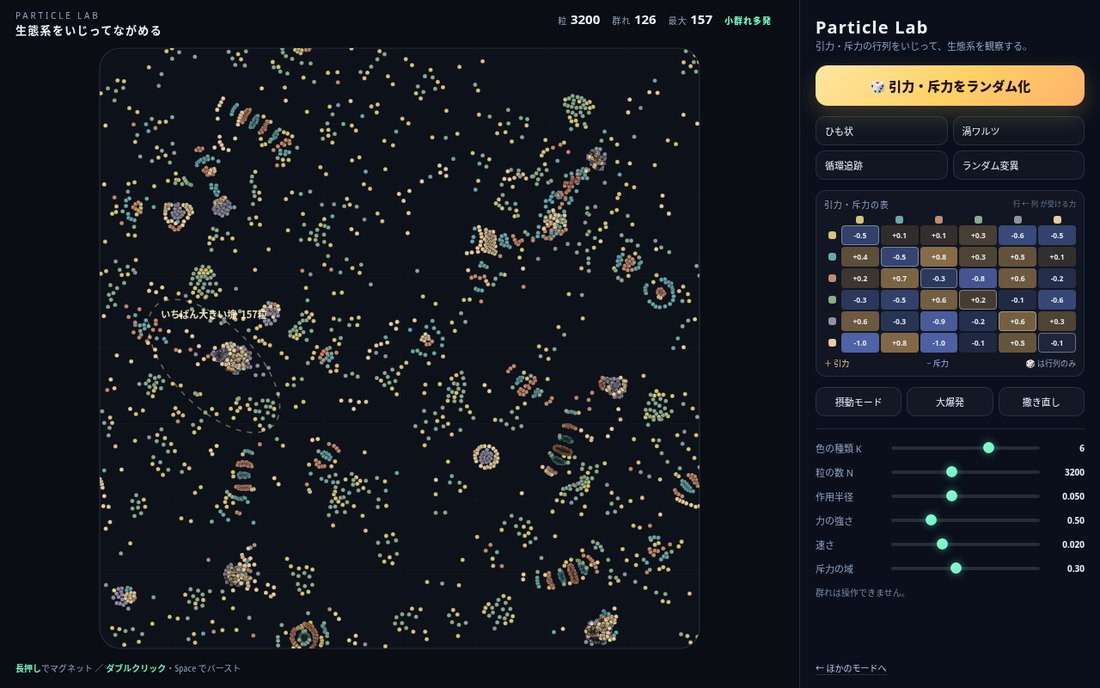 PARTICLE LAB
生態系をいじってながめる
粒 3200 群れ 126 最大 157 小群れ多発
いちばん大きい塊 157粒
長押しでマグネット ／ ダブルクリック・Space でバースト
Particle Lab
引力・斥力の行列をいじって、生態系を観察する。
🎲 引力・斥力をランダム化
ひも状
渦ワルツ
循環追跡
ランダム変異
引力・斥力の表
行 ← 列 が受ける力
-0.5 +0.1 +0.1 +0.3 -0.6 -0.5
+0.4 -0.5 +0.8 +0.3 +0.5 +0.1
+0.2 +0.7 -0.3 -0.8 +0.6 -0.2
-0.3 -0.5 +0.6 +0.2 -0.1 -0.6
+0.6 -0.3 -0.9 -0.2 +0.6 +0.3
-1.0 +0.8 -1.0 -0.1 +0.5 -0.1
＋ 引力
− 斥力
🎲 は行列のみ
摂動モード
大爆発
撒き直し
色の種類 K 6
粒の数 N 3200
作用半径 0.050
力の強さ 0.50
速さ 0.020
斥力の域 0.30
群れは操作できません。
← ほかのモードへ